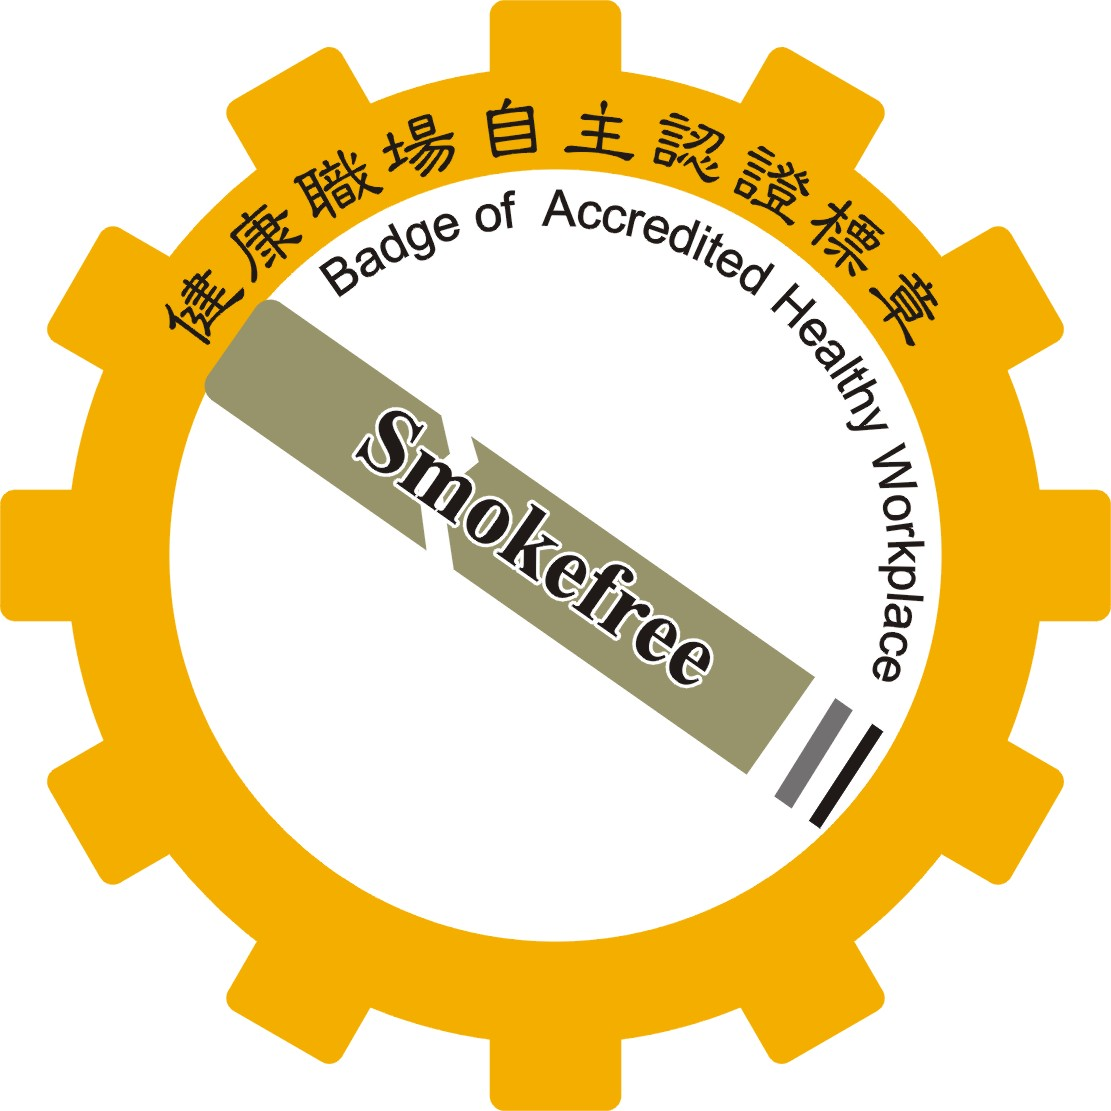 健康職場自主認證標章
Badge of Accredited Healthy Workplace
Smokefree